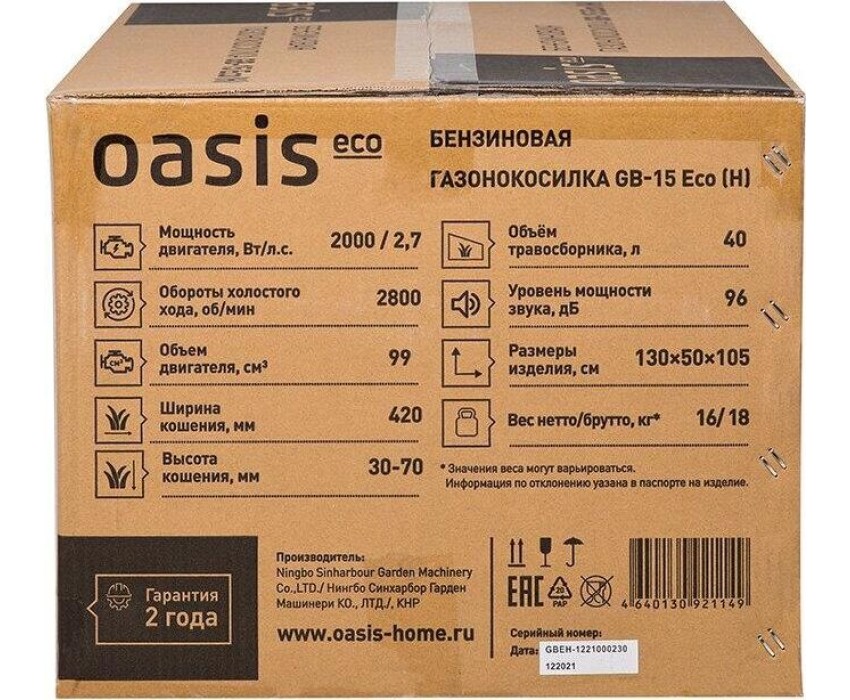 oasis eco
БЕНЗИНОВАЯ
ГАЗОНОКОСИЛКА GB-15 Eco (H)
Мощность
двигателя, Вт/л.с. 2000 / 2,7
Обороты холостого
хода, об/мин 2800
Объем
двигателя, см³ 99
Ширина
кошения, мм 420
Высота
кошения, мм 30-70
Объём
травосборника, л 40
Уровень мощности
звука, дБ 96
Размеры
изделия, см 130×50×105
Вес нетто/брутто, кг* 16/18
* Значения веса могут варьироваться.
Информация по отклонению уазана в паспорте на изделие.
Гарантия
2 года
Производитель:
Ningbo Sinharbour Garden Machinery
Co.,LTD./ Нингбо Синхарбор Гарден
Машинери КО., ЛТД./, КНР
www.oasis-home.ru
EAC
20
PAP
4 640130 921149
Серийный номер:
Дата: GBEH-1221000230
122021